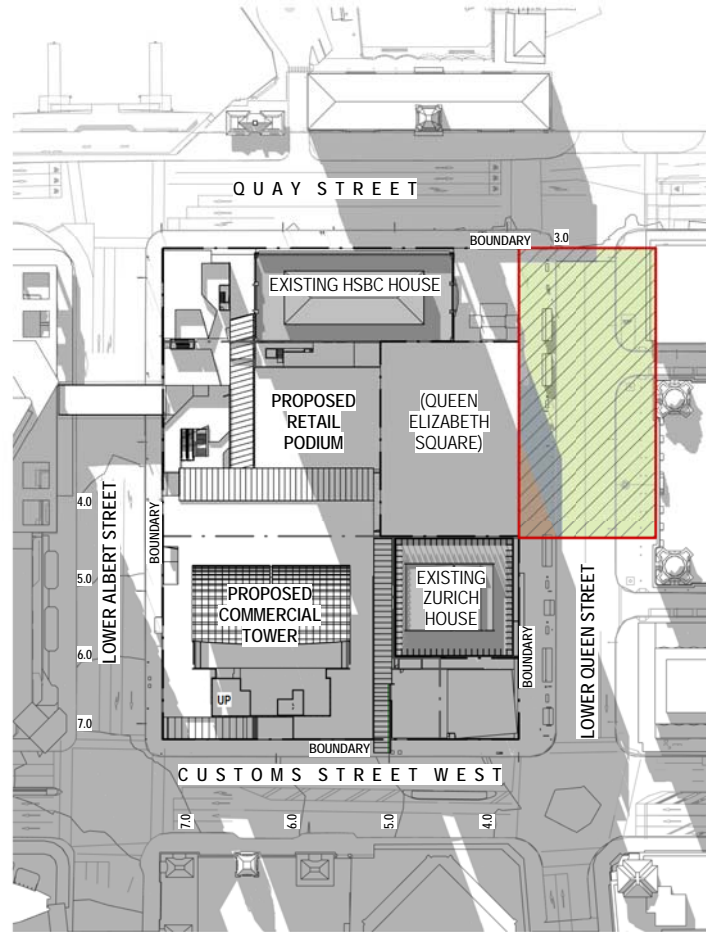 QUAY STREET
BOUNDARY
3.0
EXISTING HSBC HOUSE
PROPOSED
RETAIL
PODIUM
(QUEEN
ELIZABETH
SQUARE)
4.0
LOWER ALBERT STREET
BOUNDARY
5.0
EXISTING
ZURICH
HOUSE
PROPOSED
COMMERCIAL
TOWER
6.0
BOUNDARY
LOWER QUEEN STREET
UP
7.0
BOUNDARY
CUSTOMS STREET WEST
7.0
6.0
5.0
4.0